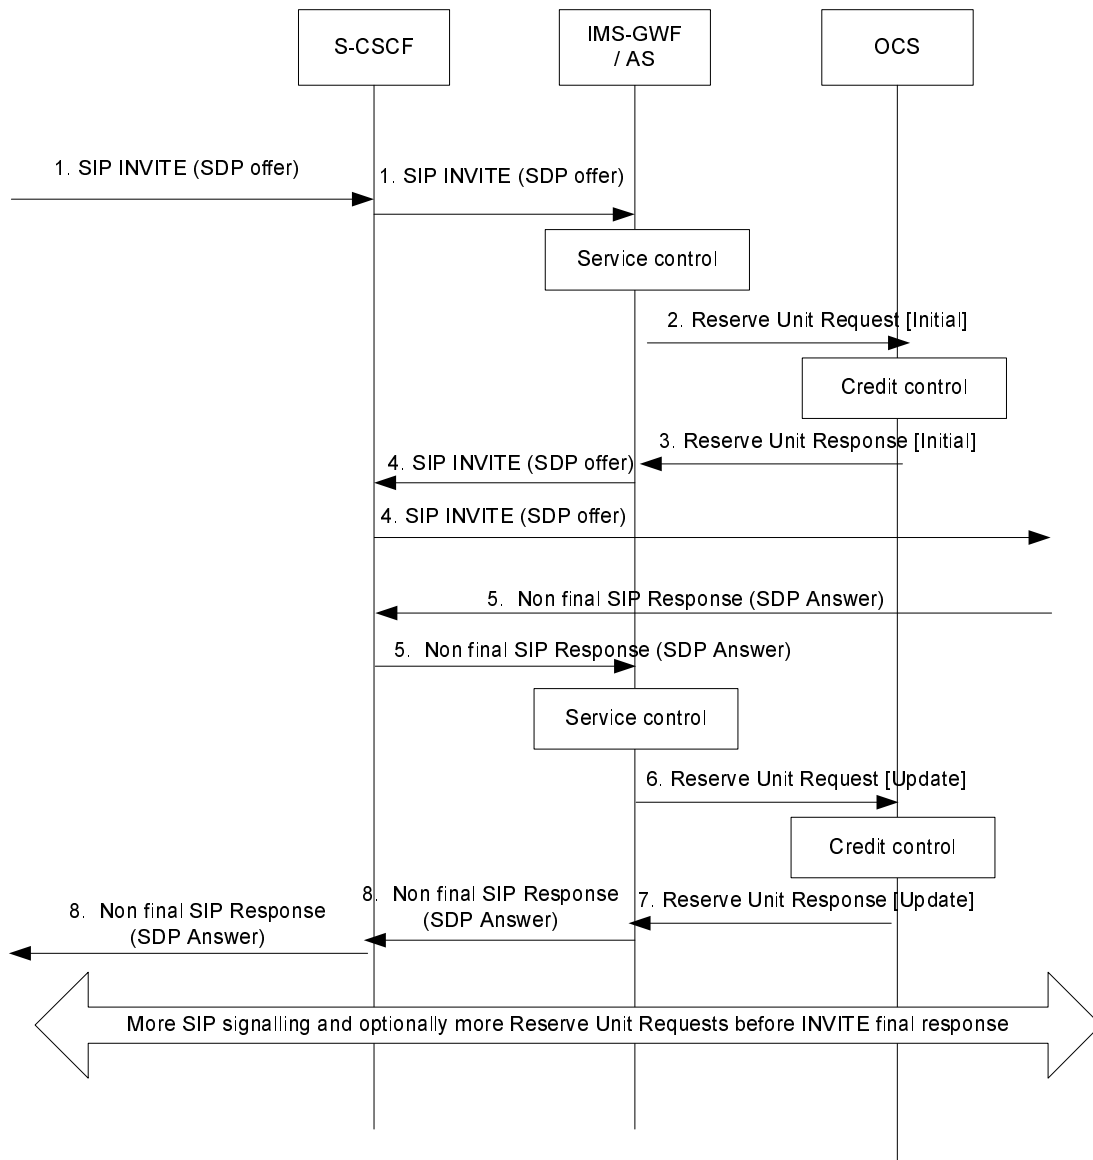 S-CSCF
IMS-GWF
/ AS
OCS
1. SIP INVITE (SDP offer)
1. SIP INVITE (SDP offer)
Service control
2. Reserve Unit Request [Initial]
Credit control
3. Reserve Unit Response [Initial]
4. SIP INVITE (SDP offer)
4. SIP INVITE (SDP offer)
5. Non final SIP Response (SDP Answer)
5. Non final SIP Response (SDP Answer)
Service control
6. Reserve Unit Request [Update]
Credit control
7. Reserve Unit Response [Update]
8. Non final SIP Response
(SDP Answer)
8. Non final SIP Response
(SDP Answer)
More SIP signalling and optionally more Reserve Unit Requests before INVITE final response